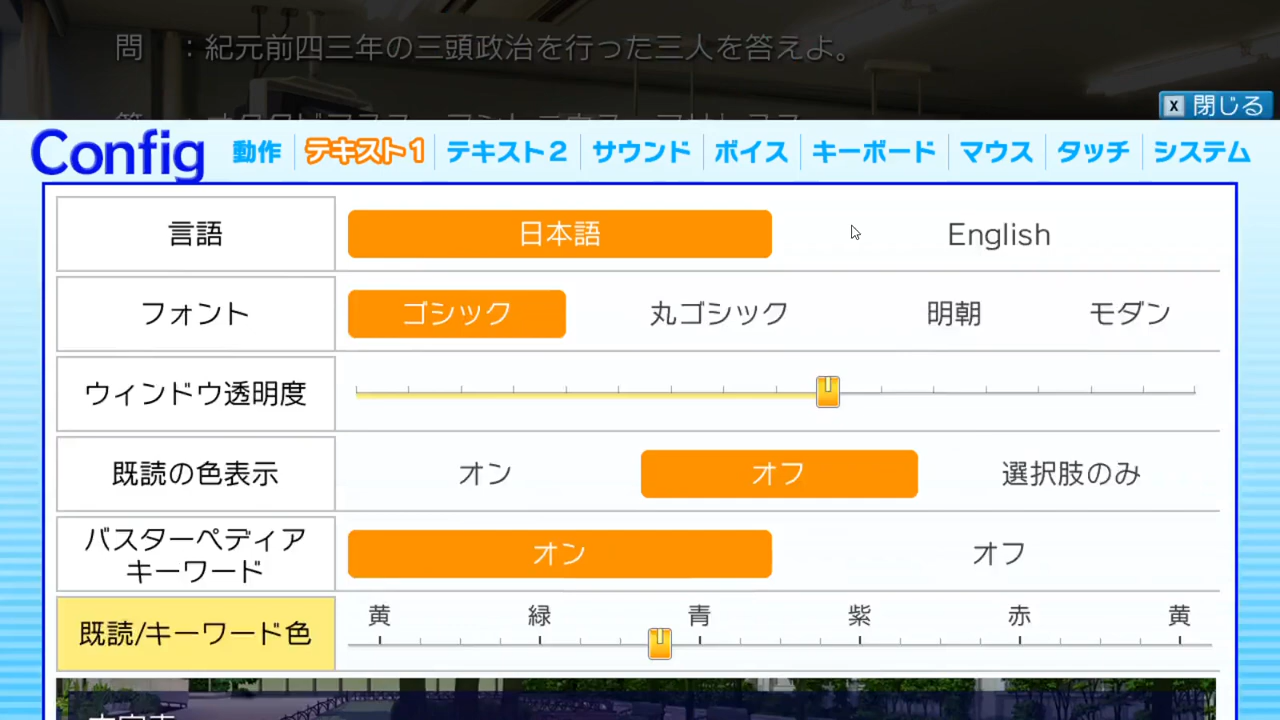 問　：紀元前四三年の三頭政治を行った三人を答えよ。
X 閉じる
Config 動作 テキスト1 テキスト2 サウンド ボイス キーボード マウス タッチ システム
言語 日本語 English
フォント ゴシック 丸ゴシック 明朝 モダン
ウィンドウ透明度
既読の色表示 オン オフ 選択肢のみ
バスターペディア
キーワード オン オフ
既読/キーワード色 黄 緑 青 紫 赤 黄